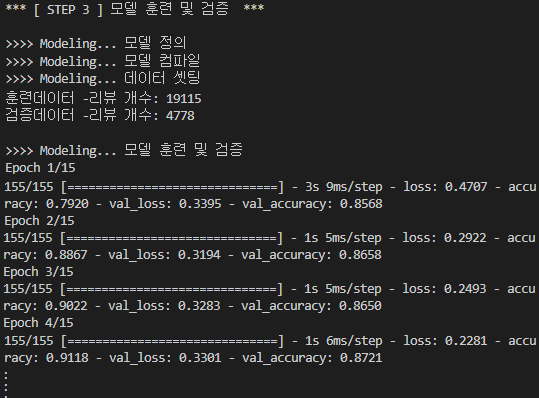 *** [ STEP 3 ] 모델 훈련 및 검증  ***
>>>> Modeling... 모델 정의
>>>> Modeling... 모델 컴파일
>>>> Modeling... 데이터 셋팅
훈련데이터 -리뷰 개수: 19115
검증데이터 -리뷰 개수: 4778
>>>> Modeling... 모델 훈련 및 검증
Epoch 1/15
155/155 [==============================] - 3s 9ms/step - loss: 0.4707 - accu
racy: 0.7920 - val_loss: 0.3395 - val_accuracy: 0.8568
Epoch 2/15
155/155 [==============================] - 1s 5ms/step - loss: 0.2922 - accu
racy: 0.8867 - val_loss: 0.3194 - val_accuracy: 0.8658
Epoch 3/15
155/155 [==============================] - 1s 5ms/step - loss: 0.2493 - accu
racy: 0.9022 - val_loss: 0.3283 - val_accuracy: 0.8650
Epoch 4/15
155/155 [==============================] - 1s 6ms/step - loss: 0.2281 - accu
racy: 0.9118 - val_loss: 0.3301 - val_accuracy: 0.8721
:
: